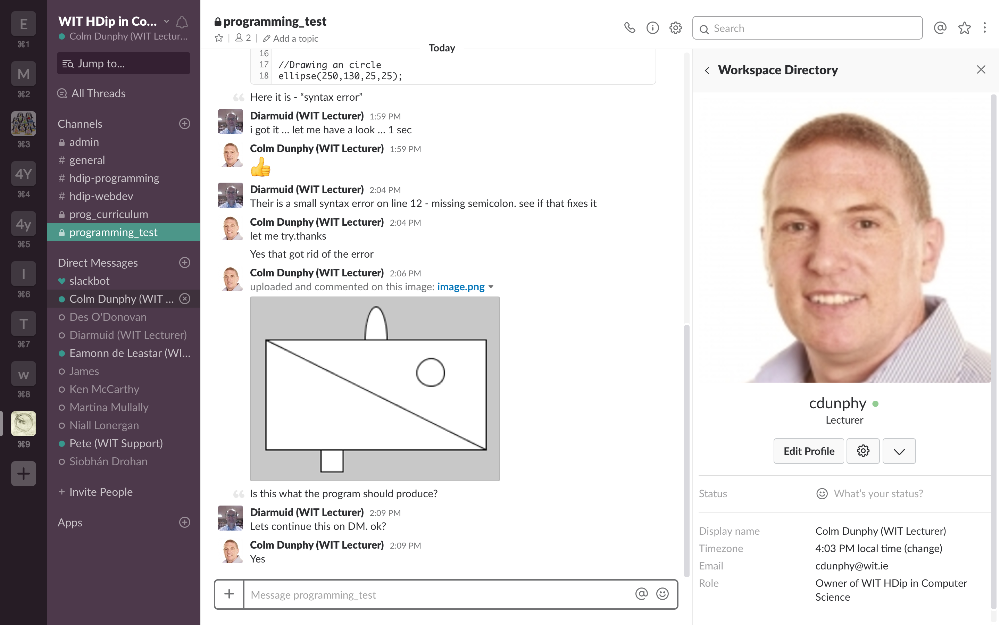 E
⌘1
M
⌘2
⌘3
4Y
⌘4
4y
⌘5
I
⌘6
T
⌘7
w
⌘8
⌘9
+
WIT HDip in Co...
Colm Dunphy (WIT Lectur...
Jump to...
All Threads
Channels
admin
# general
# hdip-programming
# hdip-webdev
prog_curriculum
programming_test
Direct Messages
slackbot
Colm Dunphy (WIT ...
Des O'Donovan
Diarmuid (WIT Lecturer)
Eamonn de Leastar (WI...
James
Ken McCarthy
Martina Mullally
Niall Lonergan
Pete (WIT Support)
Siobhán Drohan
+ Invite People
Apps
programming_test
2 | Add a topic
Search
Today
16
17 //Drawing an circle
18 ellipse(250,130,25,25);
Here it is - “syntax error”
Diarmuid (WIT Lecturer) 1:59 PM
i got it ... let me have a look ... 1 sec
Colm Dunphy (WIT Lecturer) 1:59 PM
Diarmuid (WIT Lecturer) 2:04 PM
Their is a small syntax error on line 12 - missing semicolon. see if that fixes it
Colm Dunphy (WIT Lecturer) 2:04 PM
let me try.thanks
Yes that got rid of the error
Colm Dunphy (WIT Lecturer) 2:06 PM
uploaded and commented on this image: image.png
Is this what the program should produce?
Diarmuid (WIT Lecturer) 2:09 PM
Lets continue this on DM. ok?
Colm Dunphy (WIT Lecturer) 2:09 PM
Yes
Message programming_test
Workspace Directory
cdunphy
Lecturer
Edit Profile
Status What’s your status?
Display name Colm Dunphy (WIT Lecturer)
Timezone 4:03 PM local time (change)
Email cdunphy@wit.ie
Role Owner of WIT HDip in Computer
Science